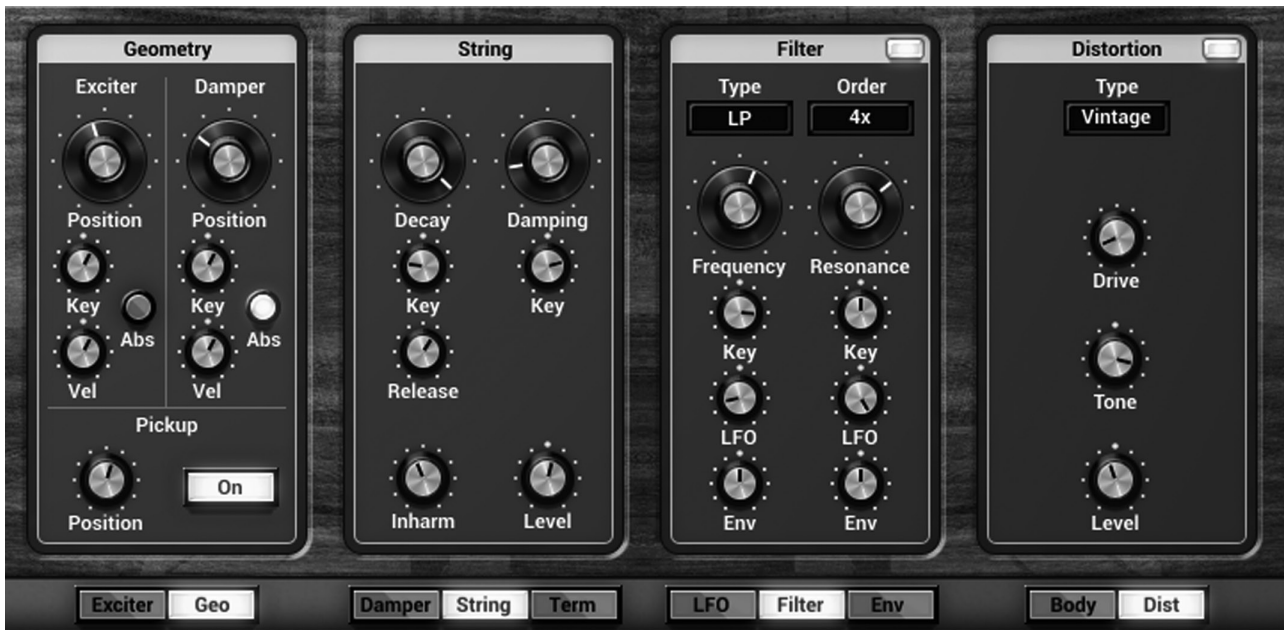 Geometry
Exciter Damper
Position Position
Key Key
Abs Abs
Vel Vel
Pickup
Position On
String
Decay Damping
Key Key
Release
Inharm Level
Filter
Type Order
LP 4x
Frequency Resonance
Key Key
LFO LFO
Env Env
Distortion
Type
Vintage
Drive
Tone
Level
Exciter Geo
Damper String Term
LFO Filter Env
Body Dist